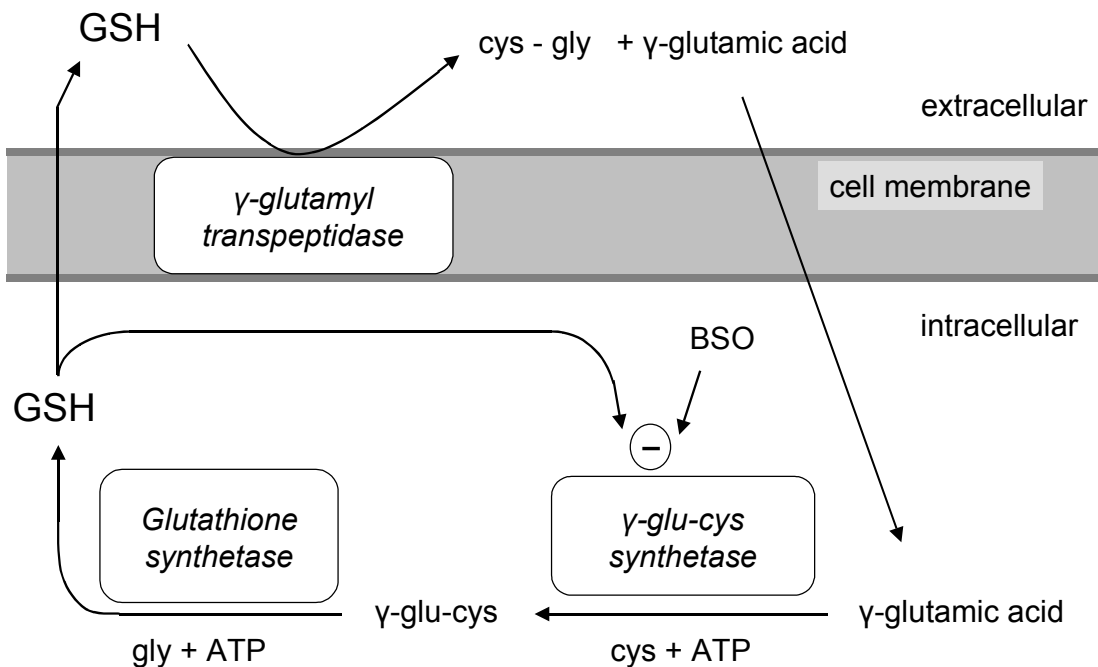 GSH
cys - gly + γ-glutamic acid
extracellular
cell membrane
γ-glutamyl
transpeptidase
intracellular
BSO
GSH
−
Glutathione
synthetase
γ-glu-cys
synthetase
γ-glu-cys
γ-glutamic acid
gly + ATP
cys + ATP